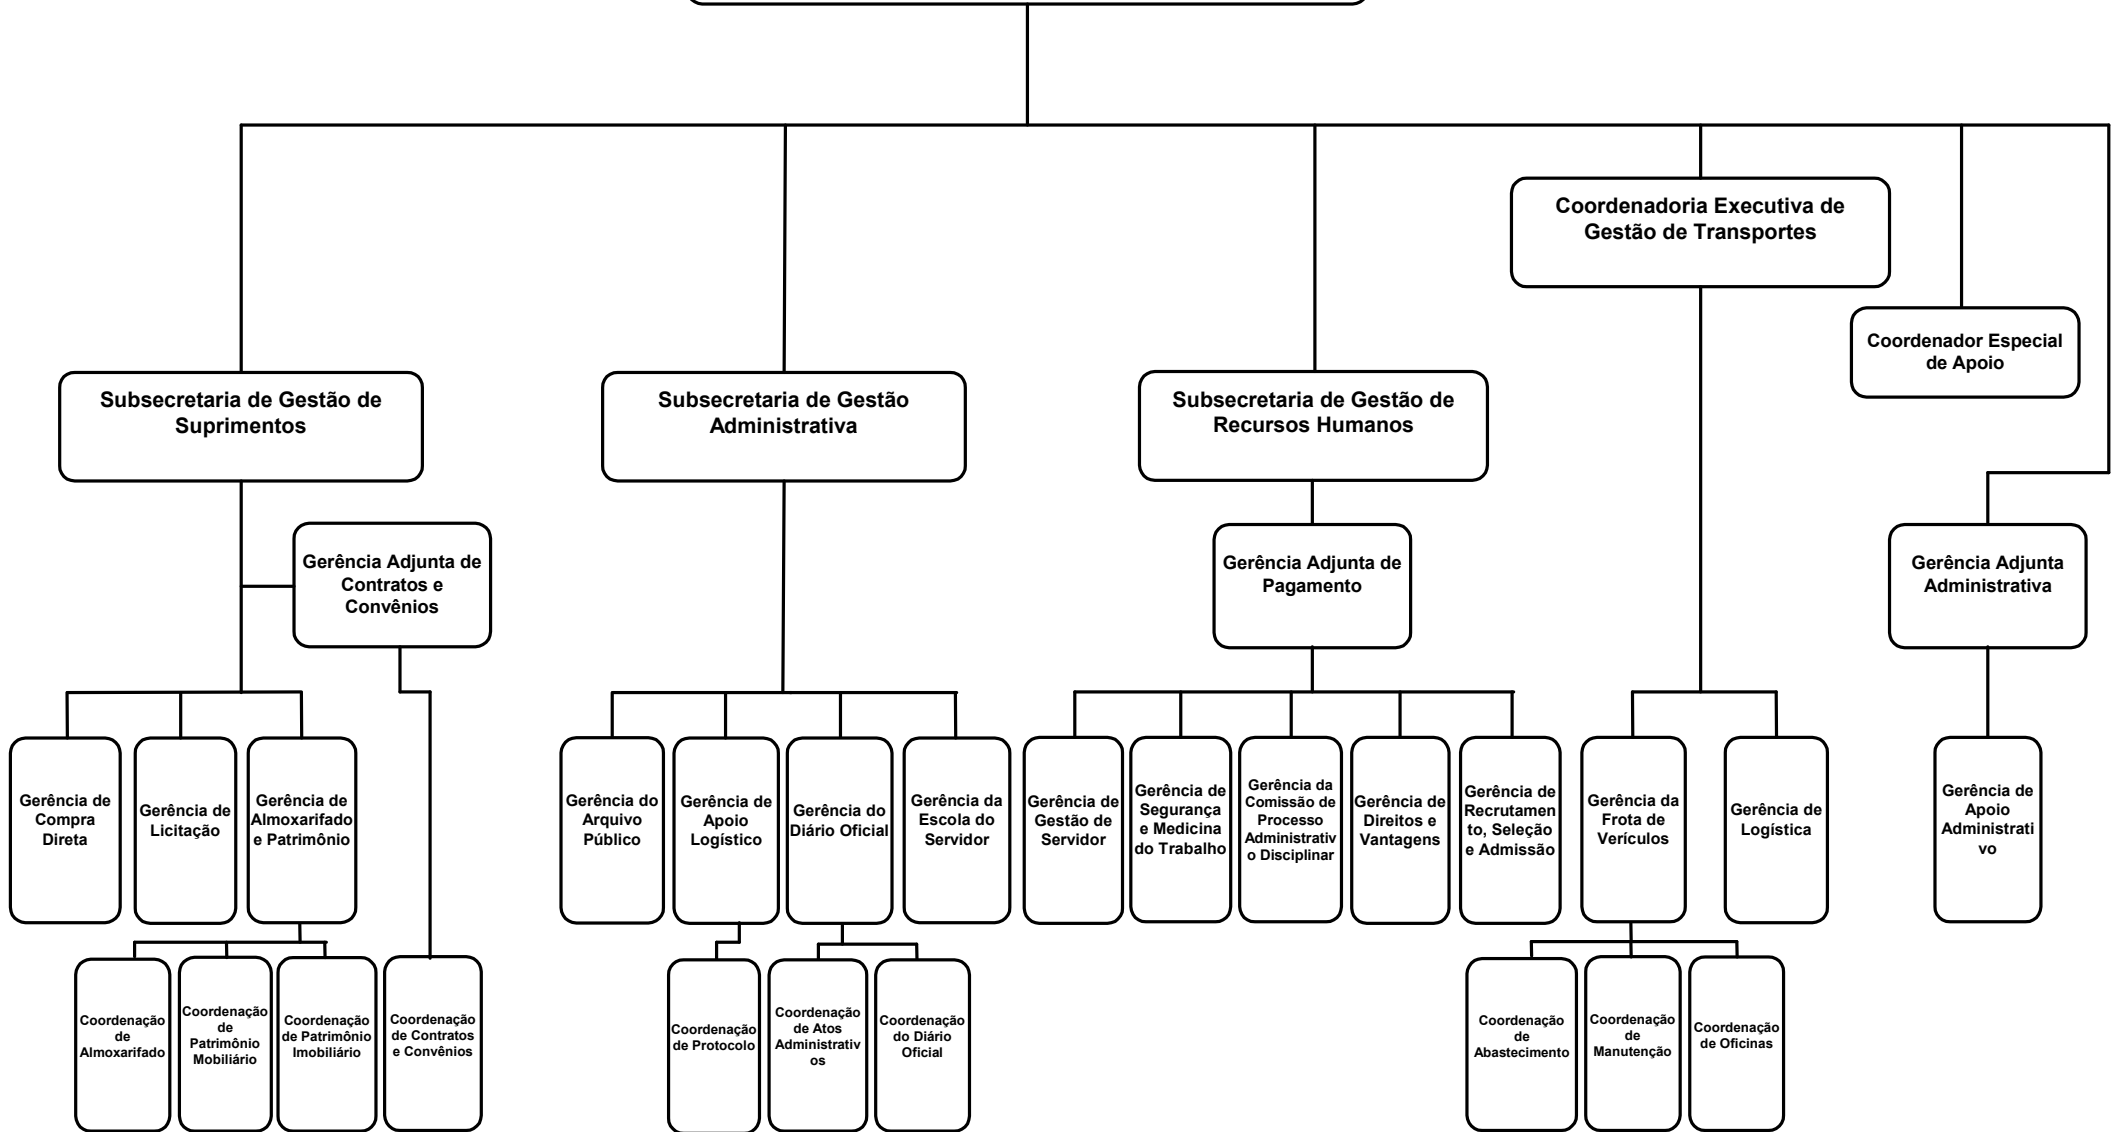 Coordenadoria Executiva de
Gestão de Transportes
Coordenador Especial
de Apoio
Subsecretaria de Gestão de
Suprimentos
Subsecretaria de Gestão
Administrativa
Subsecretaria de Gestão de
Recursos Humanos
Gerência Adjunta de
Contratos e
Convênios
Gerência Adjunta de
Pagamento
Gerência Adjunta
Administrativa
Gerência de
Compra
Direta
Gerência de
Licitação
Gerência de
Almoxarifado
e Patrimônio
Gerência do
Arquivo
Público
Gerência de
Apoio
Logístico
Gerência do
Diário Oficial
Gerência da
Escola do
Servidor
Gerência de
Gestão de
Servidor
Gerência de
Segurança
e Medicina
do Trabalho
Gerência da
Comissão de
Processo
Administrativ
o Disciplinar
Gerência de
Direitos e
Vantagens
Gerência de
Recrutamen
to, Seleção
e Admissão
Gerência da
Frota de
Verículos
Gerência de
Logística
Gerência de
Apoio
Administrati
vo
Coordenação
de
Almoxarifado
Coordenação
de
Patrimônio
Mobiliário
Coordenação
de Patrimônio
Imobiliário
Coordenação
de Contratos
e Convênios
Coordenação
de Protocolo
Coordenação
de Atos
Administrativ
os
Coordenação
do Diário
Oficial
Coordenação
de
Abastecimento
Coordenação
de
Manutenção
Coordenação
de Oficinas